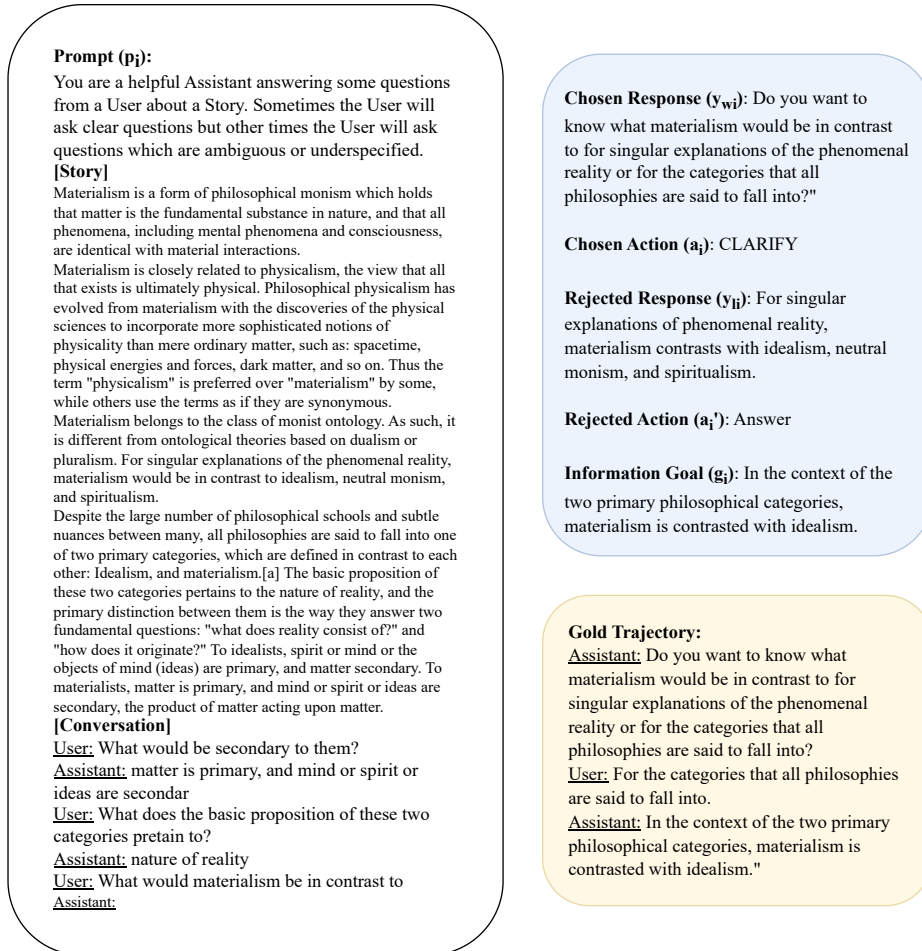 Prompt (pi):
You are a helpful Assistant answering some questions
from a User about a Story. Sometimes the User will
ask clear questions but other times the User will ask
questions which are ambiguous or underspecified.
[Story]
Materialism is a form of philosophical monism which holds
that matter is the fundamental substance in nature, and that all
phenomena, including mental phenomena and consciousness,
are identical with material interactions.
Materialism is closely related to physicalism, the view that all
that exists is ultimately physical. Philosophical physicalism has
evolved from materialism with the discoveries of the physical
sciences to incorporate more sophisticated notions of
physicality than mere ordinary matter, such as: spacetime,
physical energies and forces, dark matter, and so on. Thus the
term "physicalism" is preferred over "materialism" by some,
while others use the terms as if they are synonymous.
Materialism belongs to the class of monist ontology. As such, it
is different from ontological theories based on dualism or
pluralism. For singular explanations of the phenomenal reality,
materialism would be in contrast to idealism, neutral monism,
and spiritualism.
Despite the large number of philosophical schools and subtle
nuances between many, all philosophies are said to fall into one
of two primary categories, which are defined in contrast to each
other: Idealism, and materialism.[a] The basic proposition of
these two categories pertains to the nature of reality, and the
primary distinction between them is the way they answer two
fundamental questions: "what does reality consist of?" and
"how does it originate?" To idealists, spirit or mind or the
objects of mind (ideas) are primary, and matter secondary. To
materialists, matter is primary, and mind or spirit or ideas are
secondary, the product of matter acting upon matter.
[Conversation]
User: What would be secondary to them?
Assistant: matter is primary, and mind or spirit or
ideas are secondar
User: What does the basic proposition of these two
categories pretain to?
Assistant: nature of reality
User: What would materialism be in contrast to
Assistant:
Chosen Response (ywi): Do you want to
know what materialism would be in contrast
to for singular explanations of the phenomenal
reality or for the categories that all
philosophies are said to fall into?"
Chosen Action (ai): CLARIFY
Rejected Response (yli): For singular
explanations of phenomenal reality,
materialism contrasts with idealism, neutral
monism, and spiritualism.
Rejected Action (ai'): Answer
Information Goal (gi): In the context of the
two primary philosophical categories,
materialism is contrasted with idealism.
Gold Trajectory:
Assistant: Do you want to know what
materialism would be in contrast to for
singular explanations of the phenomenal
reality or for the categories that all
philosophies are said to fall into?
User: For the categories that all philosophies
are said to fall into.
Assistant: In the context of the two primary
philosophical categories, materialism is
contrasted with idealism."